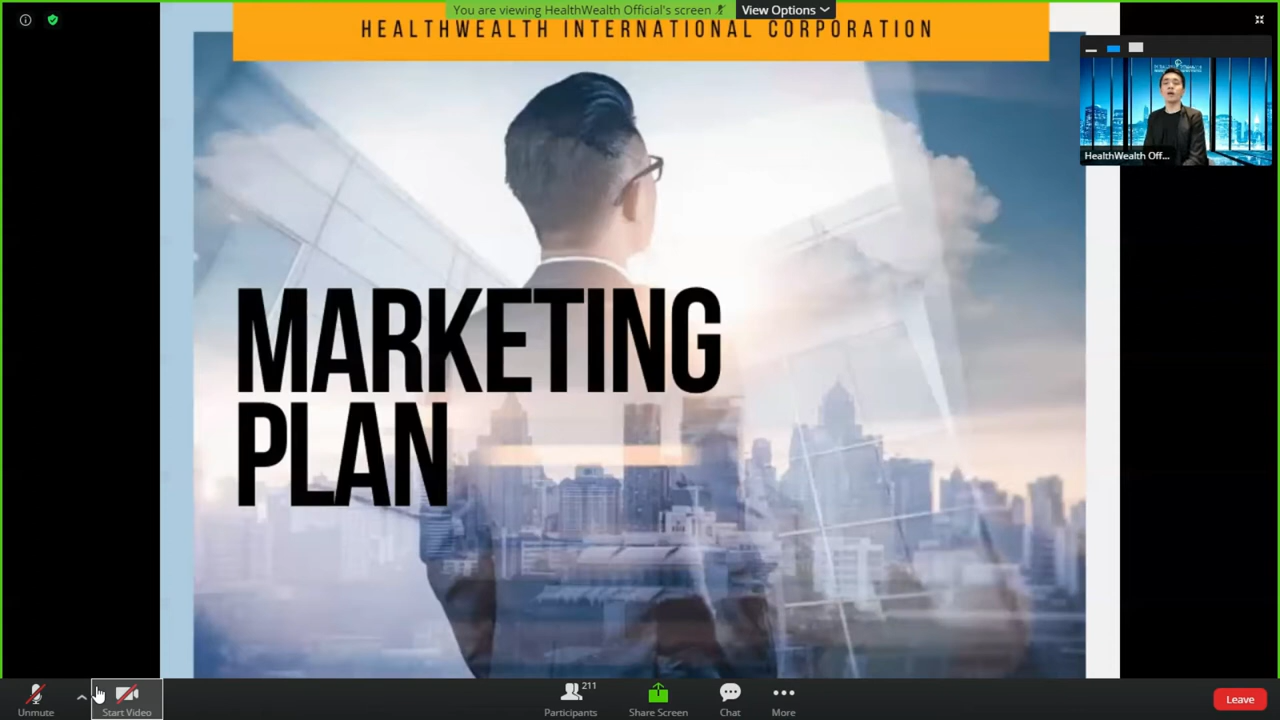 You are viewing HealthWealth Official's screen
View Options
HEALTHWEALTH INTERNATIONAL CORPORATION
HealthWealth Off...
MARKETING
PLAN
Unmute
Start Video
211
Participants
Share Screen
Chat
More
Leave